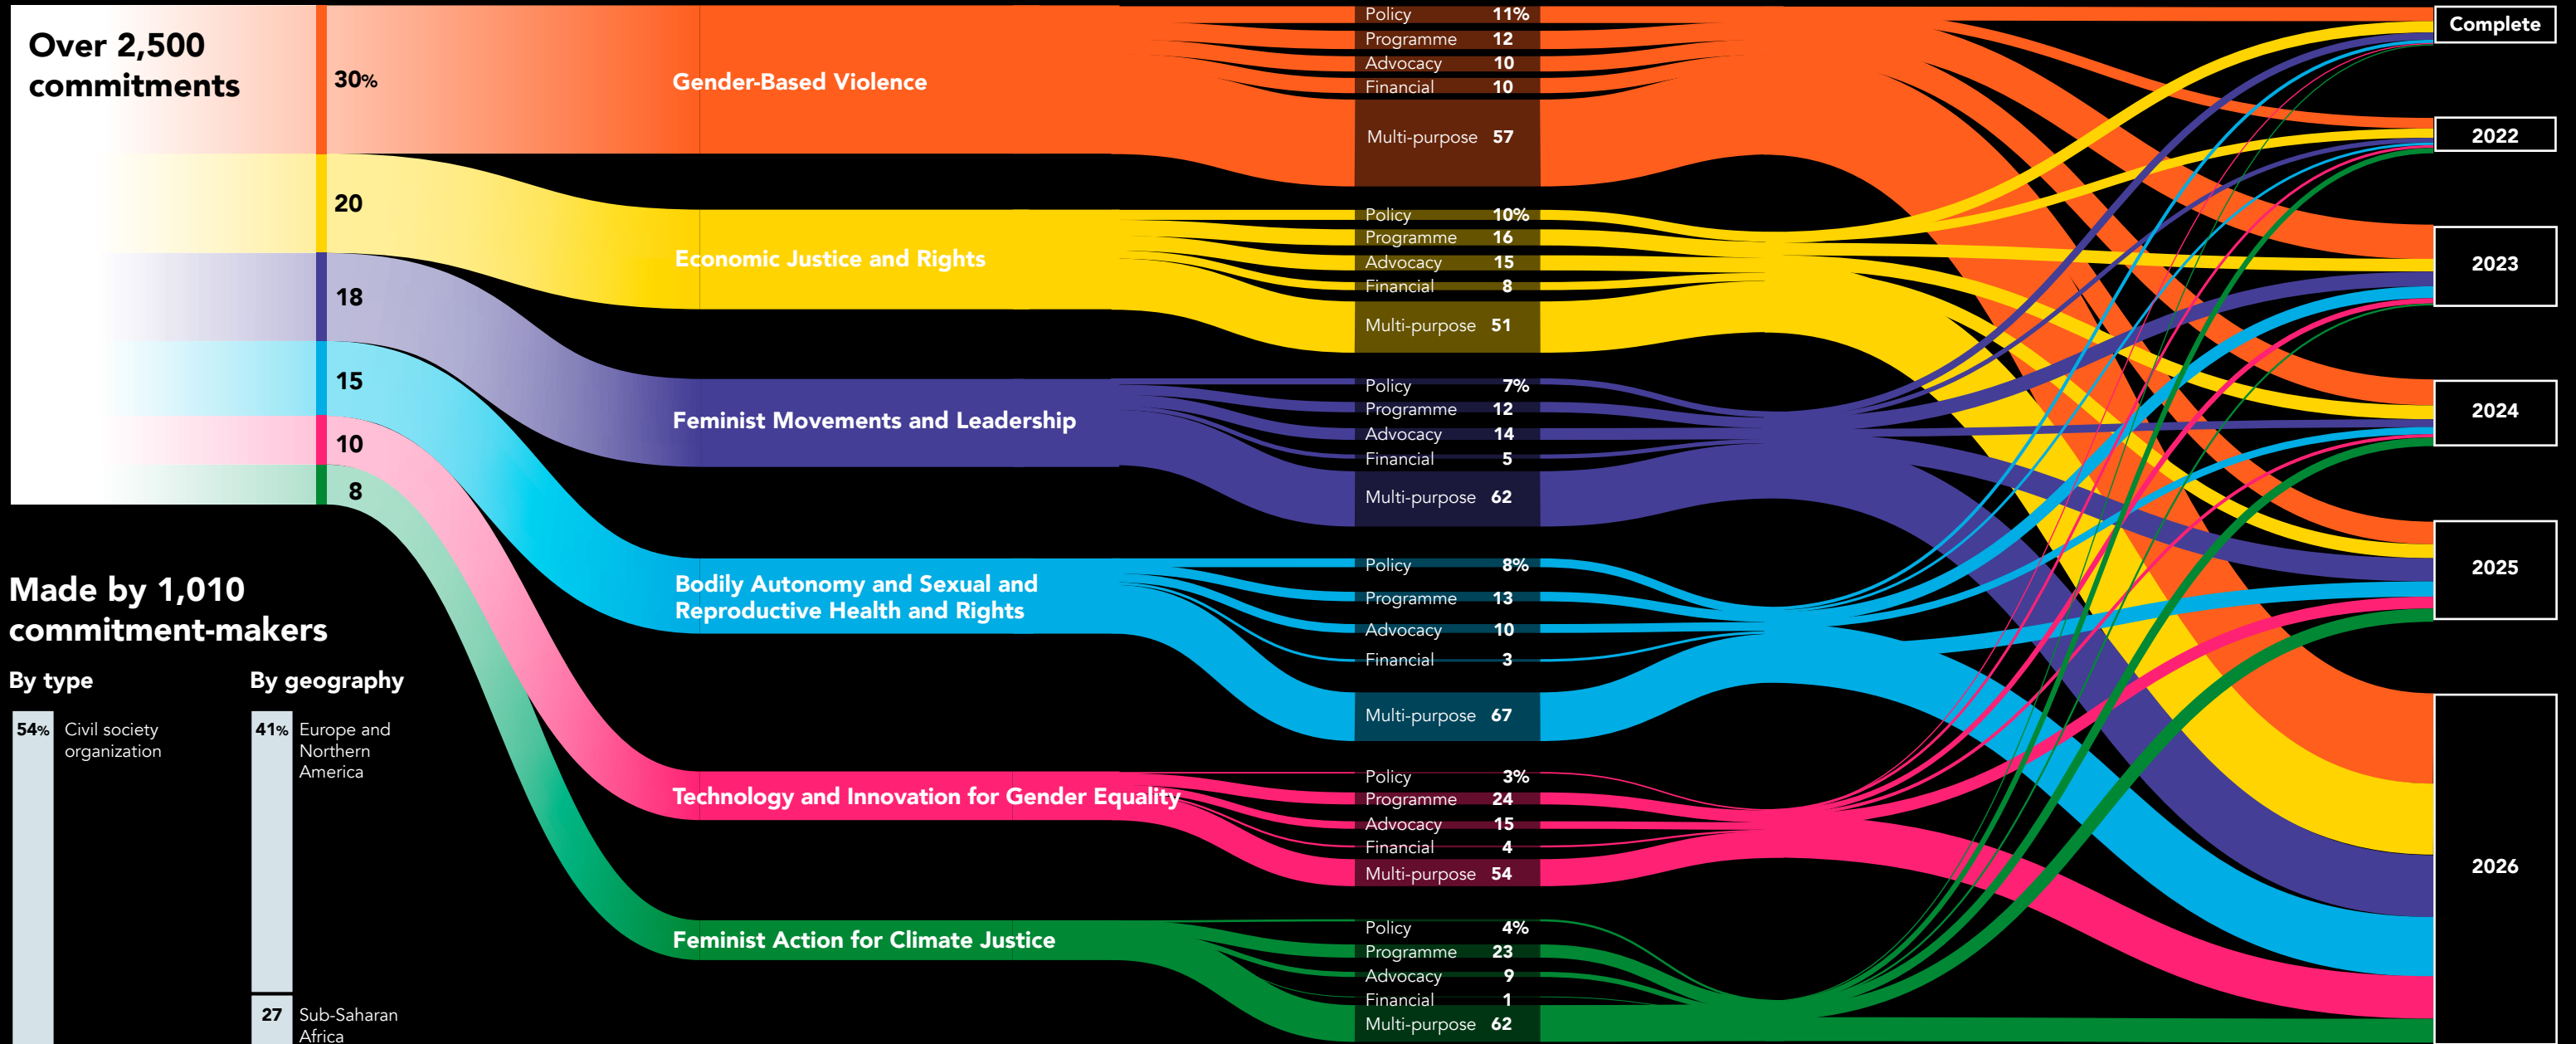 Over 2,500
commitments
30%
20
18
15
10
8
Made by 1,010
commitment-makers
By type
54% Civil society
organization
By geography
41% Europe and
Northern
America
27 Sub-Saharan
Africa
Gender-Based Violence
Policy 11%
Programme 12
Advocacy 10
Financial 10
Multi-purpose 57
Economic Justice and Rights
Policy 10%
Programme 16
Advocacy 15
Financial 8
Multi-purpose 51
Feminist Movements and Leadership
Policy 7%
Programme 12
Advocacy 14
Financial 5
Multi-purpose 62
Bodily Autonomy and Sexual and
Reproductive Health and Rights
Policy 8%
Programme 13
Advocacy 10
Financial 3
Multi-purpose 67
Technology and Innovation for Gender Equality
Policy 3%
Programme 24
Advocacy 15
Financial 4
Multi-purpose 54
Feminist Action for Climate Justice
Policy 4%
Programme 23
Advocacy 9
Financial 1
Multi-purpose 62
Complete
2022
2023
2024
2025
2026